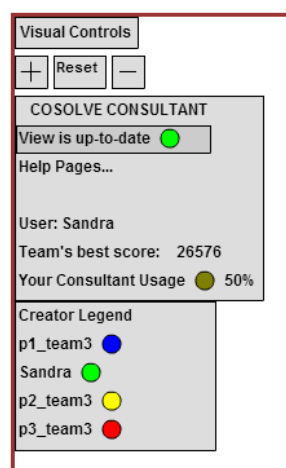 Visual Controls
+ Reset −
COSOLVE CONSULTANT
View is up-to-date
Help Pages...
User: Sandra
Team's best score: 26576
Your Consultant Usage 50%
Creator Legend
p1_team3
Sandra
p2_team3
p3_team3